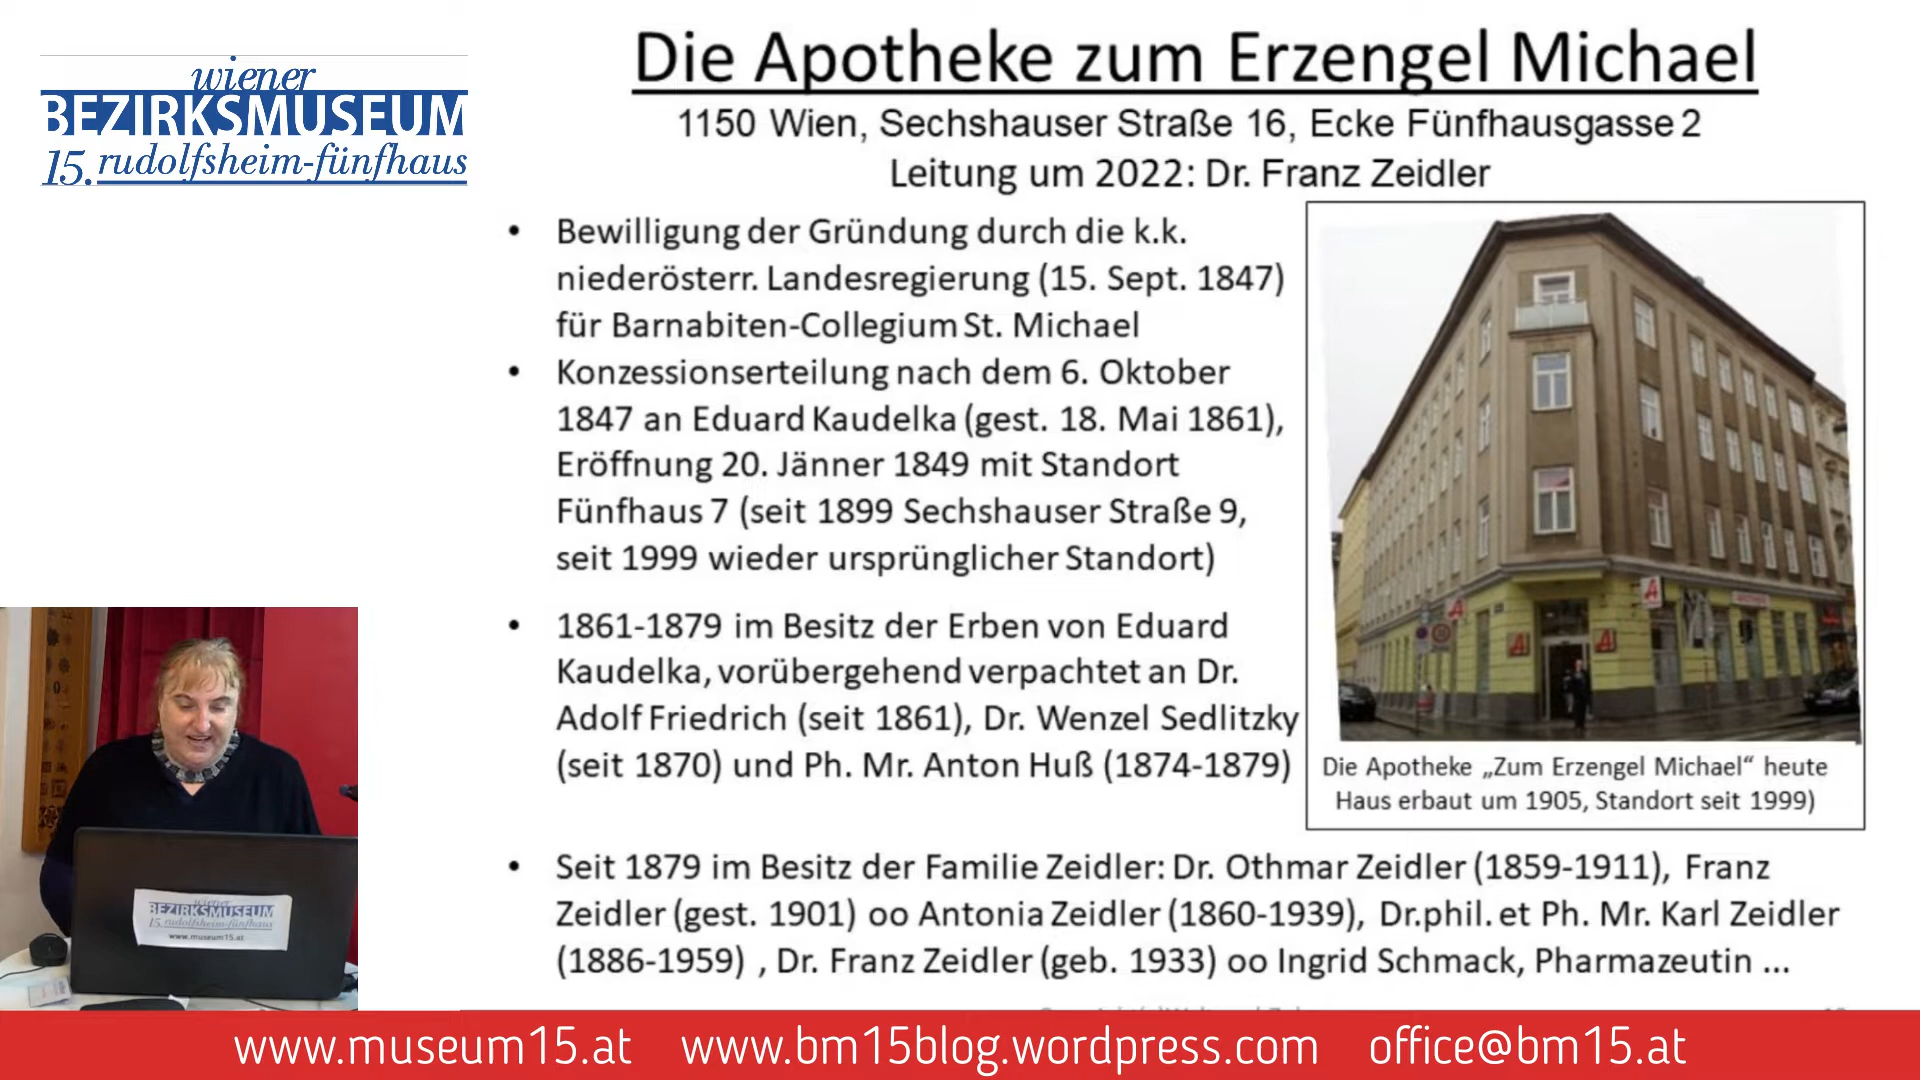 wiener
BEZIRKSMUSEUM
15. rudolfsheim-fünfhaus
Die Apotheke zum Erzengel Michael
1150 Wien, Sechshauser Straße 16, Ecke Fünfhausgasse 2
Leitung um 2022: Dr. Franz Zeidler
• Bewilligung der Gründung durch die k.k.
niederösterr. Landesregierung (15. Sept. 1847)
für Barnabiten-Collegium St. Michael
• Konzessionserteilung nach dem 6. Oktober
1847 an Eduard Kaudelka (gest. 18. Mai 1861),
Eröffnung 20. Jänner 1849 mit Standort
Fünfhaus 7 (seit 1899 Sechshauser Straße 9,
seit 1999 wieder ursprünglicher Standort)
• 1861-1879 im Besitz der Erben von Eduard
Kaudelka, vorübergehend verpachtet an Dr.
Adolf Friedrich (seit 1861), Dr. Wenzel Sedlitzky
(seit 1870) und Ph. Mr. Anton Huß (1874-1879)
Die Apotheke „Zum Erzengel Michael“ heute
Haus erbaut um 1905, Standort seit 1999)
• Seit 1879 im Besitz der Familie Zeidler: Dr. Othmar Zeidler (1859-1911), Franz
Zeidler (gest. 1901) oo Antonia Zeidler (1860-1939), Dr.phil. et Ph. Mr. Karl Zeidler
(1886-1959) , Dr. Franz Zeidler (geb. 1933) oo Ingrid Schmack, Pharmazeutin ...
wiener
BEZIRKSMUSEUM
15. rudolfsheim-fünfhaus
www.museum15.at
www.museum15.at www.bm15blog.wordpress.com office@bm15.at